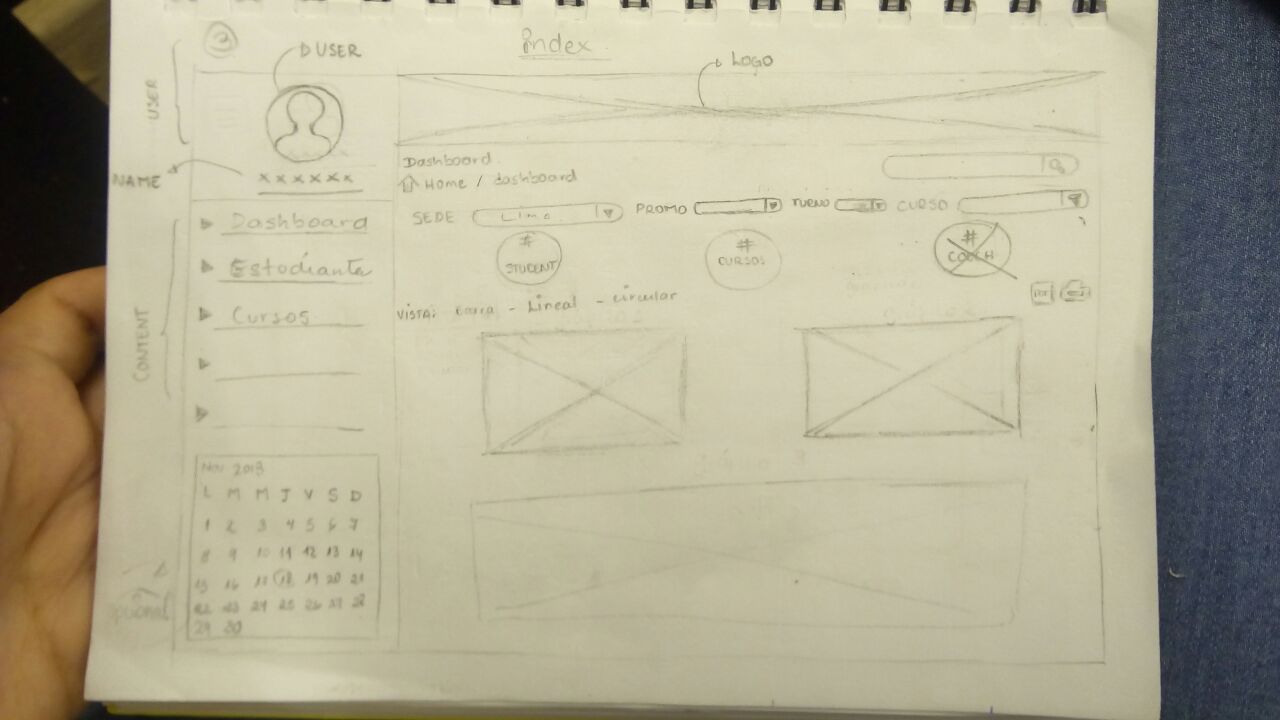 3
index
D USER
LOGO
USER
NAME
x x x x x x
Dashboard
Home / dashboard
SEDE Lima PROMO TURNO CURSO
# STUDENT
# CURSOS
# COACH
PDF
VISTA: barra - Lineal - circular
CONTENT
Dashboard
Estudiante
Cursos
Nov 2018
L M M J V S D
1 2 3 4 5 6 7
8 9 10 11 12 13 14
15 16 17 18 19 20 21
22 23 24 25 26 27 28
29 30
opcional